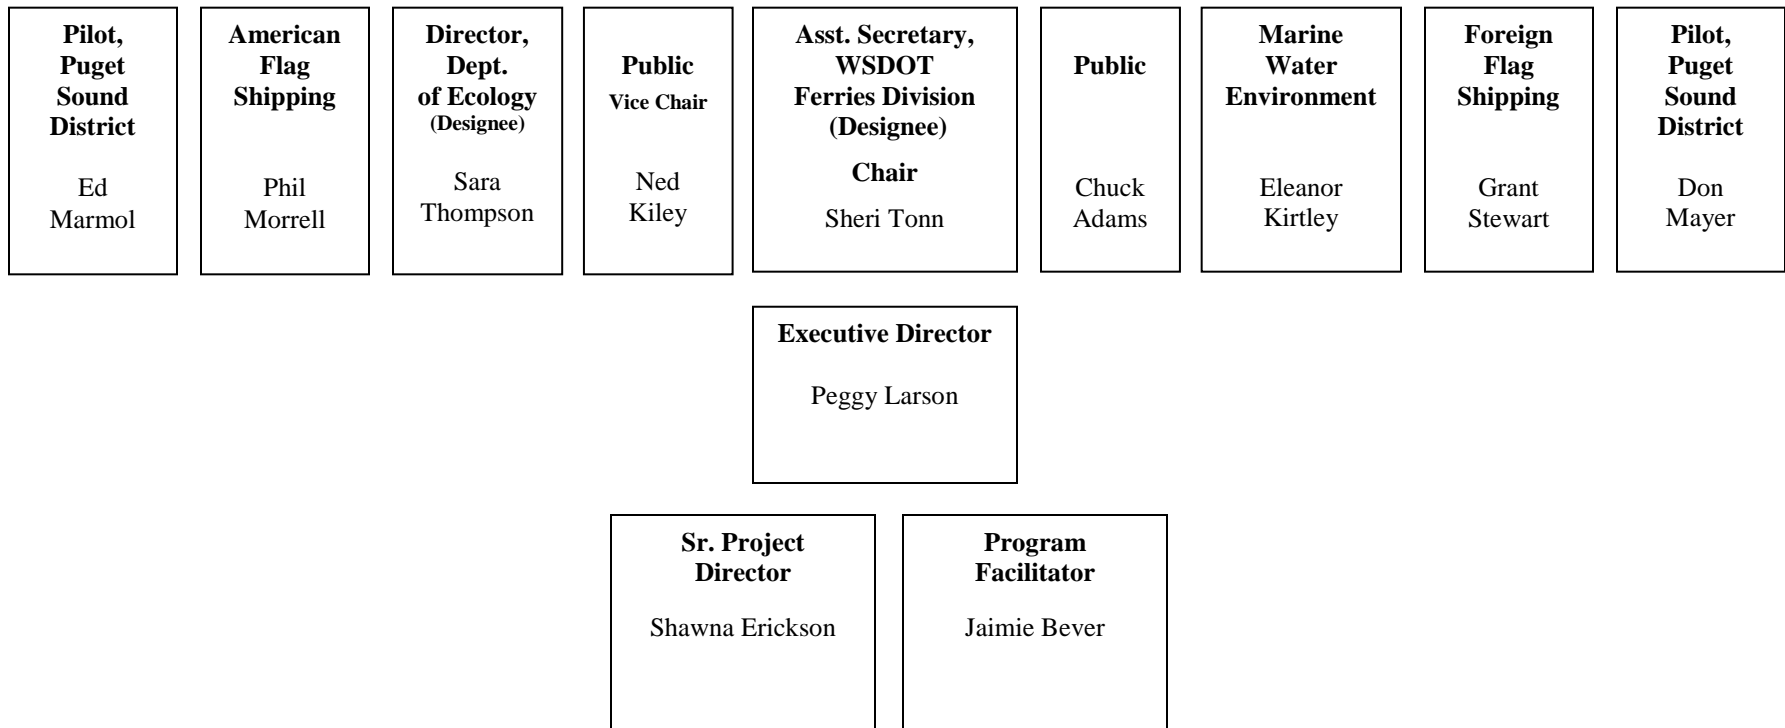 Pilot,
Puget
Sound
District
Ed
Marmol
American
Flag
Shipping
Phil
Morrell
Director,
Dept.
of Ecology
(Designee)
Sara
Thompson
Public
Vice Chair
Ned
Kiley
Asst. Secretary,
WSDOT
Ferries Division
(Designee)
Chair
Sheri Tonn
Public
Chuck
Adams
Marine
Water
Environment
Eleanor
Kirtley
Foreign
Flag
Shipping
Grant
Stewart
Pilot,
Puget
Sound
District
Don
Mayer
Executive Director
Peggy Larson
Sr. Project
Director
Shawna Erickson
Program
Facilitator
Jaimie Bever